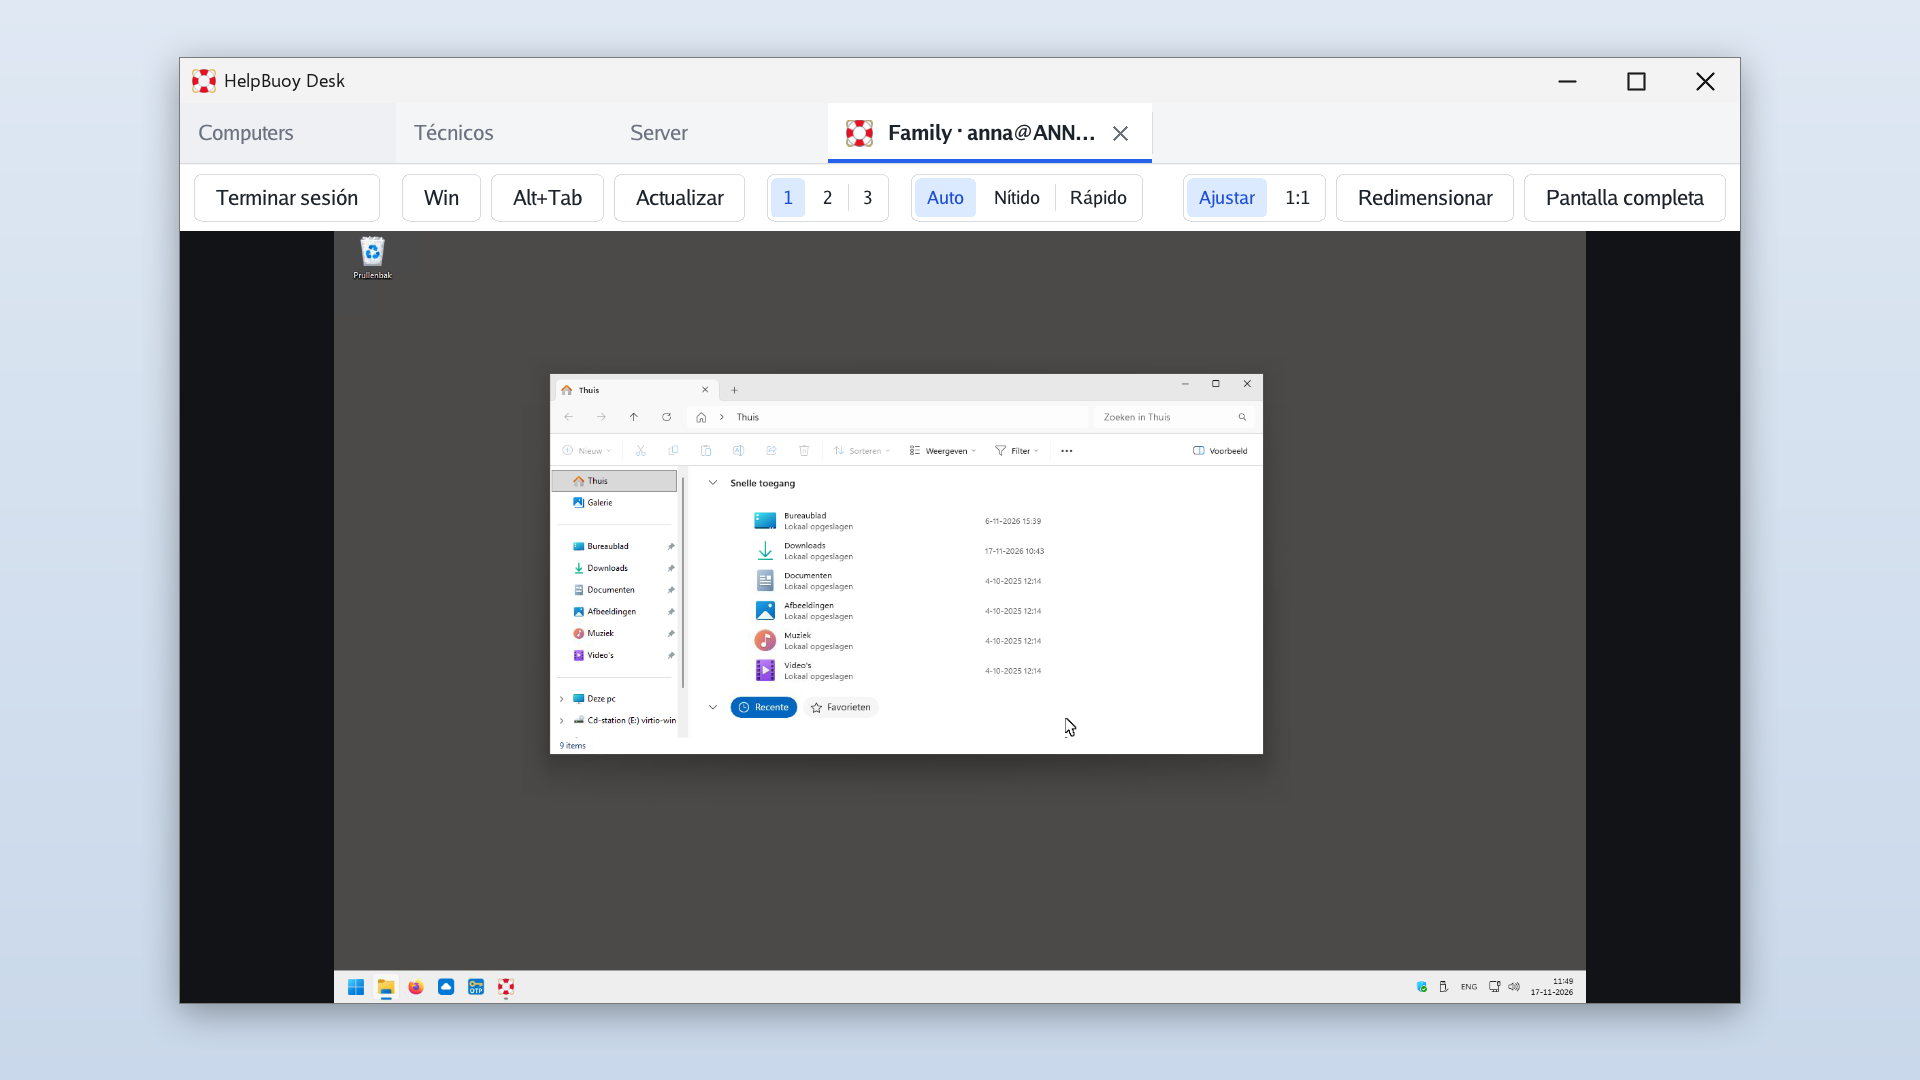 HelpBuoy Desk
Computers Técnicos Server Family · anna@ANN...
Terminar sesión Win Alt+Tab Actualizar 1 2 3 Auto Nítido Rápido Ajustar 1:1 Redimensionar Pantalla completa
Prullenbak
Thuis
Thuis Zoeken in Thuis
Nieuw Sorteren Weergeven Filter Voorbeeld
Thuis
Galerie
Bureaublad
Downloads
Documenten
Afbeeldingen
Muziek
Video's
Deze pc
Cd-station (E:) virtio-win
9 items
Snelle toegang
Bureaublad
Lokaal opgeslagen 6-11-2026 15:39
Downloads
Lokaal opgeslagen 17-11-2026 10:43
Documenten
Lokaal opgeslagen 4-10-2025 12:14
Afbeeldingen
Lokaal opgeslagen 4-10-2025 12:14
Muziek
Lokaal opgeslagen 4-10-2025 12:14
Video's
Lokaal opgeslagen 4-10-2025 12:14
Recente Favorieten
OTP
ENG
11:49
17-11-2026